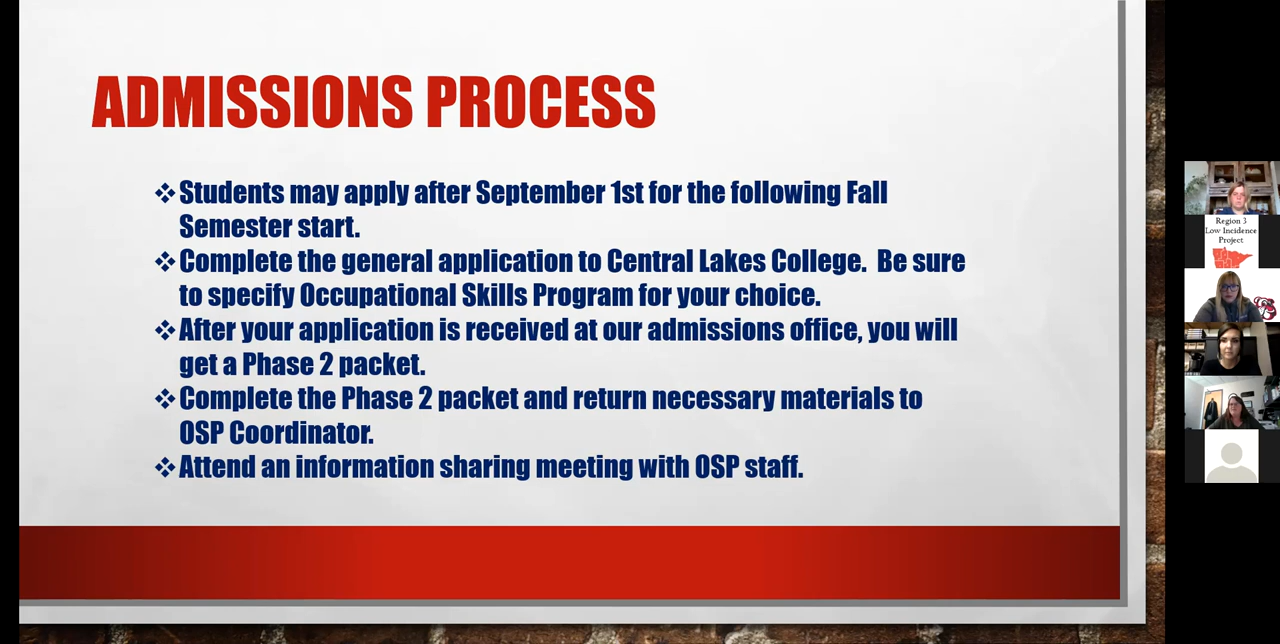 ADMISSIONS PROCESS
❖Students may apply after September 1st for the following Fall
Semester start.
❖Complete the general application to Central Lakes College.  Be sure
to specify Occupational Skills Program for your choice.
❖After your application is received at our admissions office, you will
get a Phase 2 packet.
❖Complete the Phase 2 packet and return necessary materials to
OSP Coordinator.
❖Attend an information sharing meeting with OSP staff.
Region 3
Low Incidence
Project